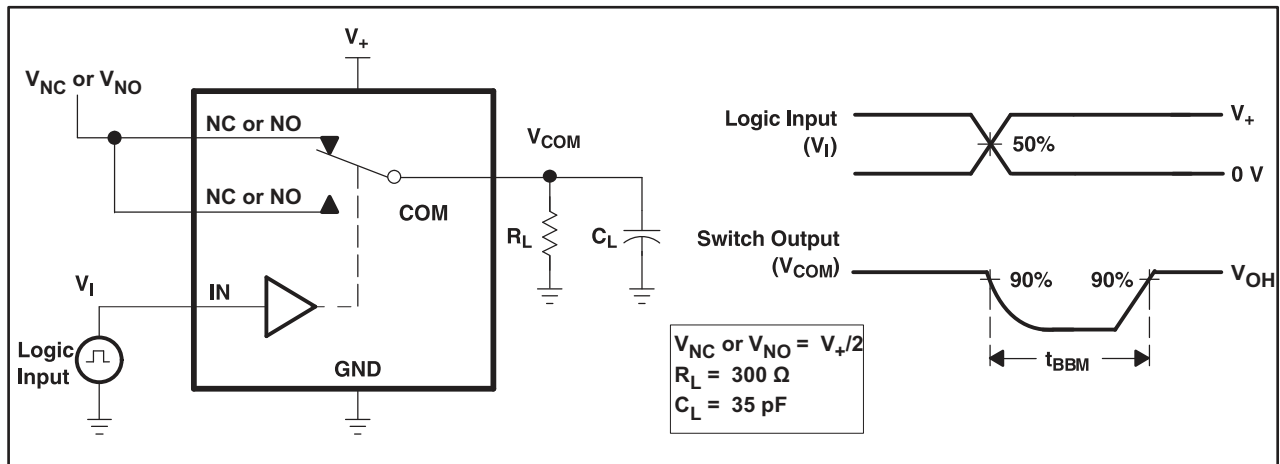 V+
VNC or VNO
NC or NO
NC or NO
COM
VCOM
RL
CL
VI
IN
Logic
Input
GND
VNC or VNO = V+/2
RL = 300 Ω
CL = 35 pF
Logic Input
(VI)
50%
V+
0 V
Switch Output
(VCOM)
90%
90%
VOH
tBBM